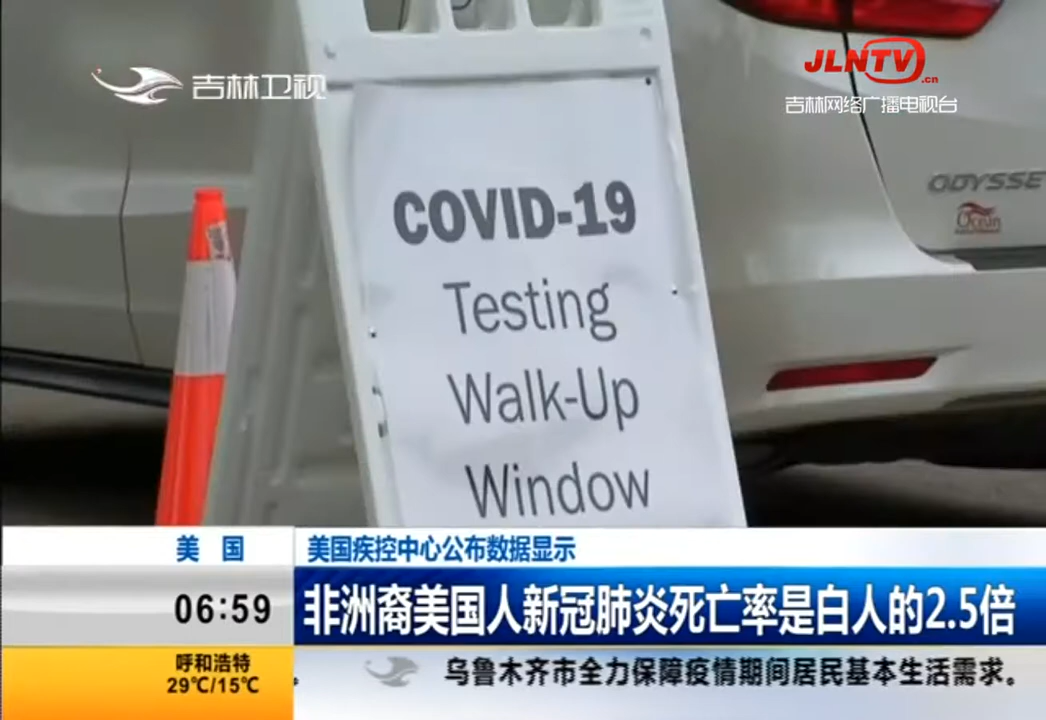 吉林卫视
JLNTV.cn
吉林网络广播电视台
ODYSSE
Ocean
COVID-19
Testing
Walk-Up
Window
美国
美国疾控中心公布数据显示
06:59
非洲裔美国人新冠肺炎死亡率是白人的2.5倍
呼和浩特
29℃/15℃
乌鲁木齐市全力保障疫情期间居民基本生活需求。